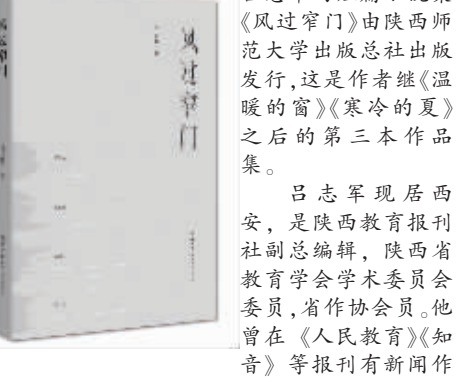 风过窄门
《风过窄门》由陕西师
范大学出版总社出版
发行,这是作者继《温
暖的窗》《寒冷的夏》
之后的第三本作品
集。
吕志军现居西
安，是陕西教育报刊
社副总编辑，陕西省
教育学会学术委员会
委员,省作协会员。他
曾在《人民教育》《知
音》等报刊有新闻作